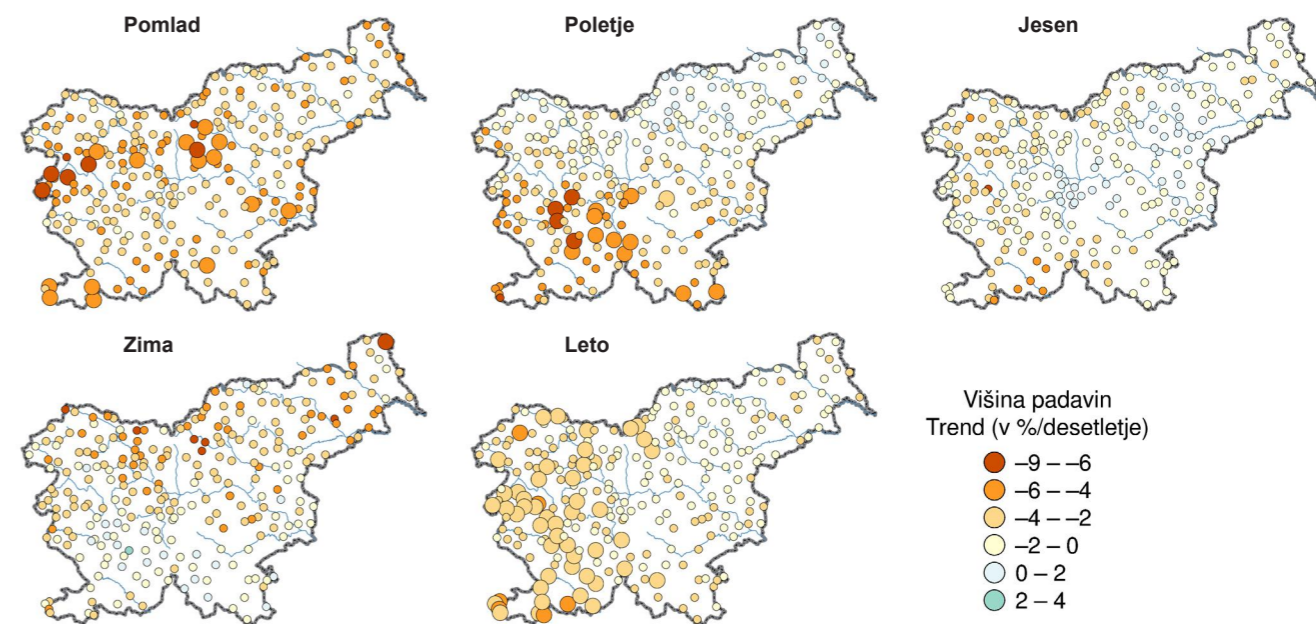 Pomlad
Poletje
Jesen
Zima
Leto
Višina padavin
Trend (v %/desetletje)
–9 – –6
–6 – –4
–4 – –2
–2 – 0
0 – 2
2 – 4